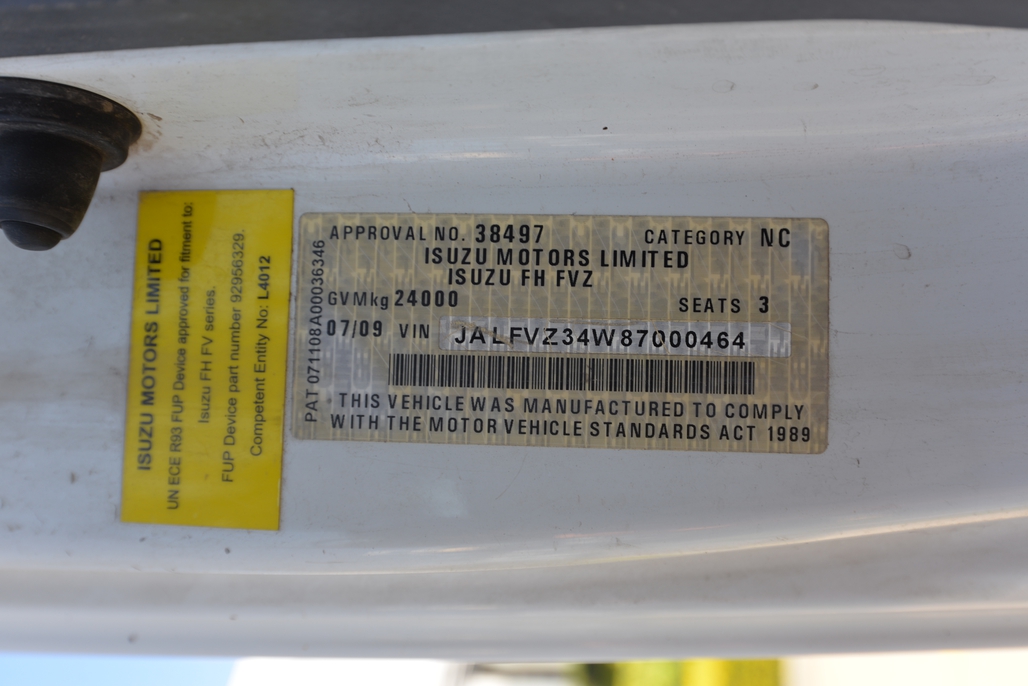 ISUZU MOTORS LIMITED
UN ECE R93 FUP Device approved for fitment to:
Isuzu FH FV series.
FUP Device part number 92956329.
Competent Entity No: L4012
PAT 071108A00036346
APPROVAL NO. 38497 CATEGORY NC
ISUZU MOTORS LIMITED
ISUZU FH FVZ
GVMkg 24000 SEATS 3
07/09 VIN JALFVZ34W87000464
THIS VEHICLE WAS MANUFACTURED TO COMPLY
WITH THE MOTOR VEHICLE STANDARDS ACT 1989